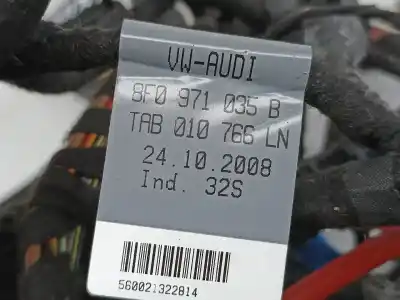 VW-AUDI
8F0 971 035 B
TAB 010 766 LN
24.10.2008
Ind. 32S
560021322814